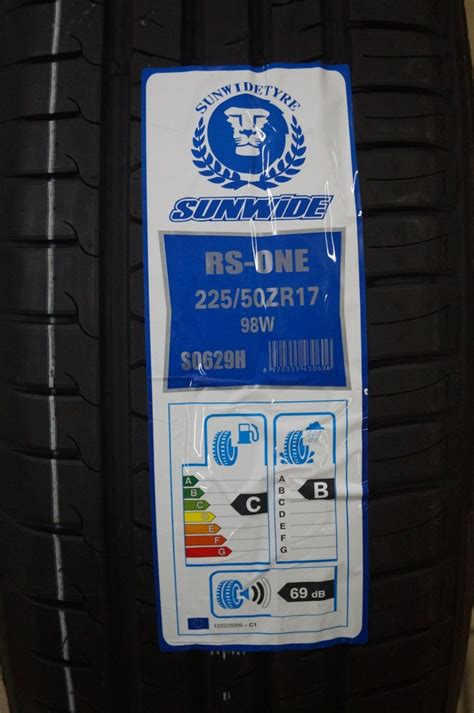 SUNWIDETYRE
SUNWiDE
RS-ONE
225/50ZR17
98W
S0629H
A
B
C
D
E
F
G
C
A
B
C
D
E
F
G
B
69 dB
1222/2009 - C1